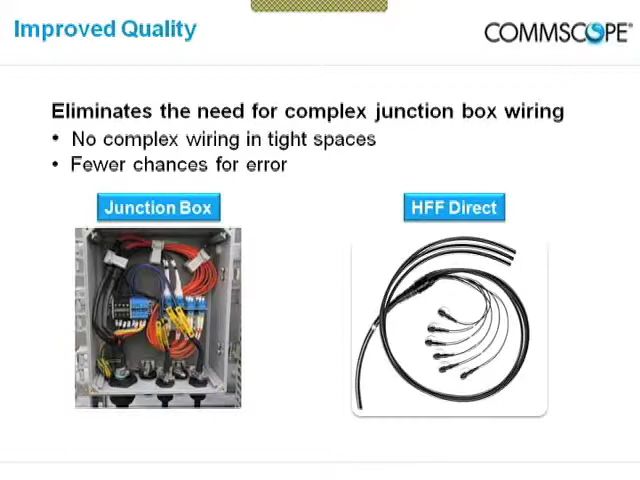 Improved Quality
COMMSCOPE®
Eliminates the need for complex junction box wiring
• No complex wiring in tight spaces
• Fewer chances for error
Junction Box
HFF Direct